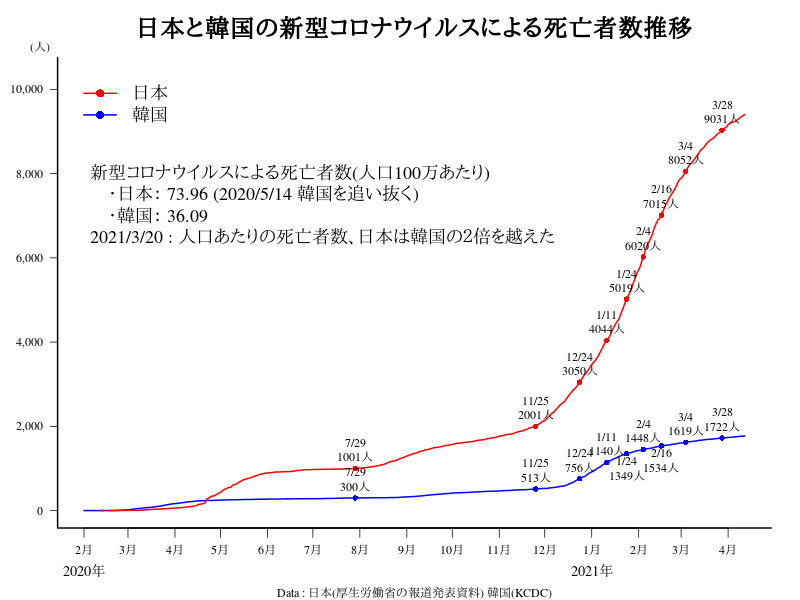 日本と韓国の新型コロナウイルスによる死亡者数推移
(人)
10,000
8,000
6,000
4,000
2,000
0
日本
韓国
新型コロナウイルスによる死亡者数(人口100万あたり)
・日本： 73.96 (2020/5/14 韓国を追い抜く)
・韓国： 36.09
2021/3/20 : 人口あたりの死亡者数、日本は韓国の２倍を越えた
7/29
1001人
11/25
2001人
12/24
3050人
1/11
4044人
1/24
5019人
2/4
6020人
2/16
7015人
3/4
8052人
3/28
9031人
7/29
300人
11/25
513人
12/24
756人
1/11
1140人
1/24
1349人
2/4
1448人
2/16
1534人
3/4
1619人
3/28
1722人
2月 3月 4月 5月 6月 7月 8月 9月 10月 11月 12月 1月 2月 3月 4月
2020年 2021年
Data : 日本(厚生労働省の報道発表資料) 韓国(KCDC)